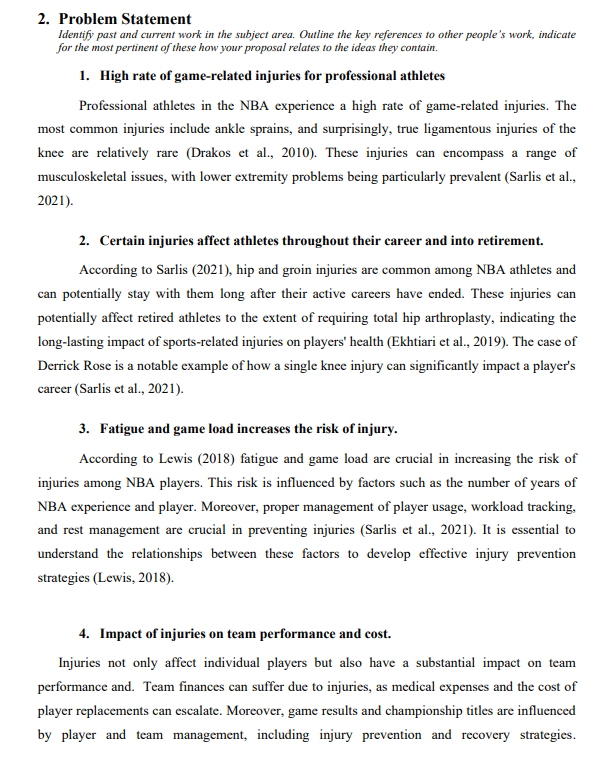 2. Problem Statement
Identify past and current work in the subject area. Outline the key references to other people's work, indicate
for the most pertinent of these how your proposal relates to the ideas they contain.
1. High rate of game-related injuries for professional athletes
Professional athletes in the NBA experience a high rate of game-related injuries. The
most common injuries include ankle sprains, and surprisingly, true ligamentous injuries of the
knee are relatively rare (Drakos et al., 2010). These injuries can encompass a range of
musculoskeletal issues, with lower extremity problems being particularly prevalent (Sarlis et al.,
2021).
2. Certain injuries affect athletes throughout their career and into retirement.
According to Sarlis (2021), hip and groin injuries are common among NBA athletes and
can potentially stay with them long after their active careers have ended. These injuries can
potentially affect retired athletes to the extent of requiring total hip arthroplasty, indicating the
long-lasting impact of sports-related injuries on players' health (Ekhtiari et al., 2019). The case of
Derrick Rose is a notable example of how a single knee injury can significantly impact a player's
career (Sarlis et al., 2021).
3. Fatigue and game load increases the risk of injury.
According to Lewis (2018) fatigue and game load are crucial in increasing the risk of
injuries among NBA players. This risk is influenced by factors such as the number of years of
NBA experience and player. Moreover, proper management of player usage, workload tracking,
and rest management are crucial in preventing injuries (Sarlis et al., 2021). It is essential to
understand the relationships between these factors to develop effective injury prevention
strategies (Lewis, 2018).
4. Impact of injuries on team performance and cost.
Injuries not only affect individual players but also have a substantial impact on team
performance and. Team finances can suffer due to injuries, as medical expenses and the cost of
player replacements can escalate. Moreover, game results and championship titles are influenced
by player and team management, including injury prevention and recovery strategies.